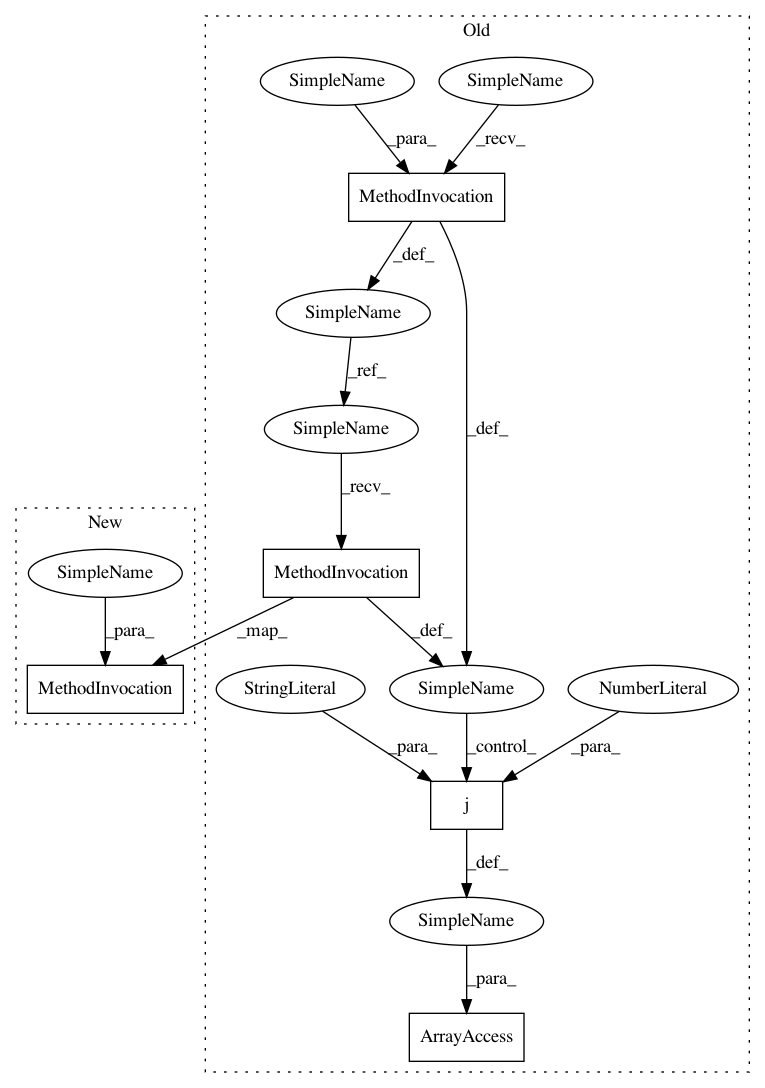 Old
SimpleName SimpleName
_para_ _recv_
MethodInvocation
_def_
SimpleName
_ref_
SimpleName
_def_
_recv_
New
SimpleName
MethodInvocation
_para_ _map_ _def_
MethodInvocation
StringLiteral SimpleName NumberLiteral
_para_ _control_ _para_
j
_def_
SimpleName
_para_
ArrayAccess